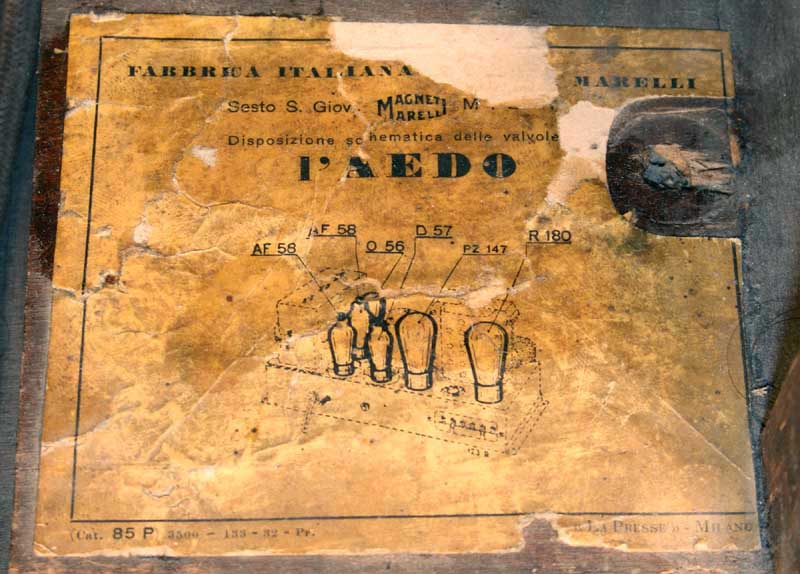 FABBRICA ITALIANA MARELLI
Sesto S. Giov. MAGNETI MARELLI M
Disposizione schematica delle valvole
l'AEDO
AF 58 AF 58 O 56 D 57 PZ 147 R 180
(Cat. 85 P 3500 - 133 - 32 - Pr. "La Presse" - Milano